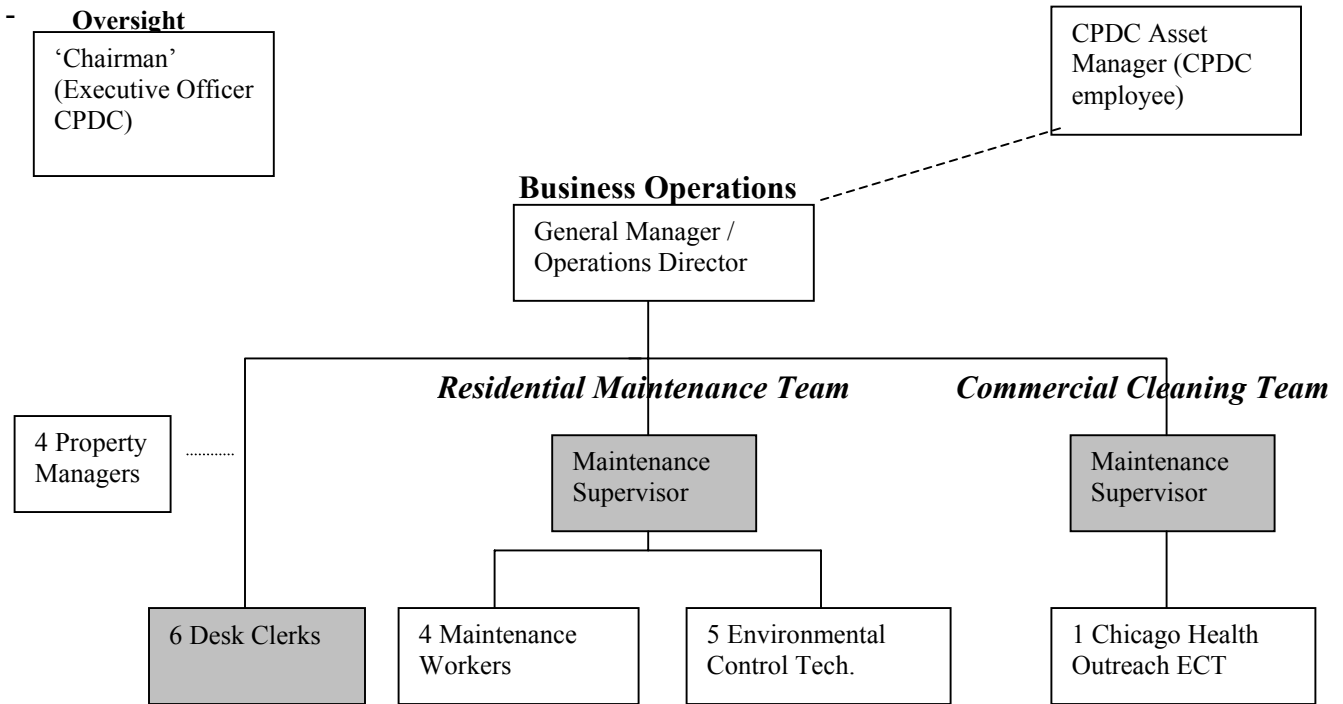 -
Oversight
‘Chairman’
(Executive Officer
CPDC)
CPDC Asset
Manager (CPDC
employee)
Business Operations
General Manager /
Operations Director
Residential Maintenance Team
Commercial Cleaning Team
4 Property
Managers
Maintenance
Supervisor
Maintenance
Supervisor
6 Desk Clerks
4 Maintenance
Workers
5 Environmental
Control Tech.
1 Chicago Health
Outreach ECT